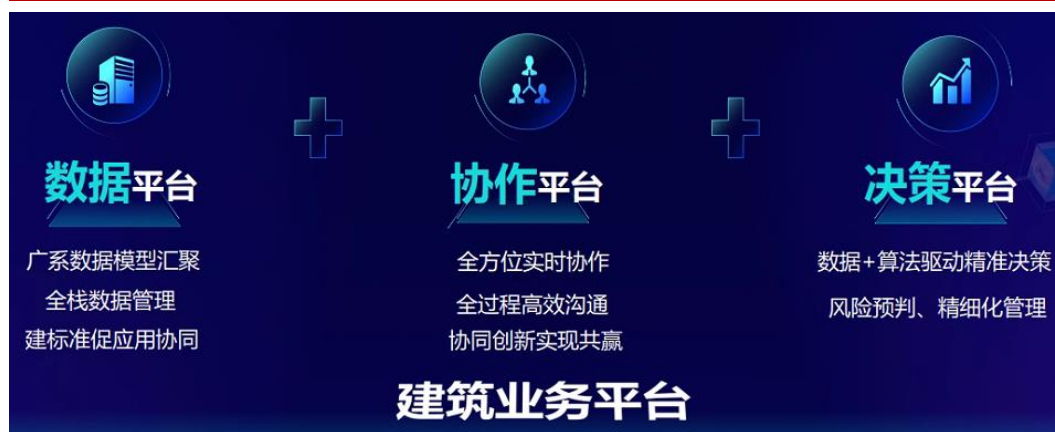 数据平台
广系数据模型汇聚
全栈数据管理
建标准促应用协同
协作平台
全方位实时协作
全过程高效沟通
协同创新实现共赢
决策平台
数据+算法驱动精准决策
风险预判、精细化管理
建筑业务平台